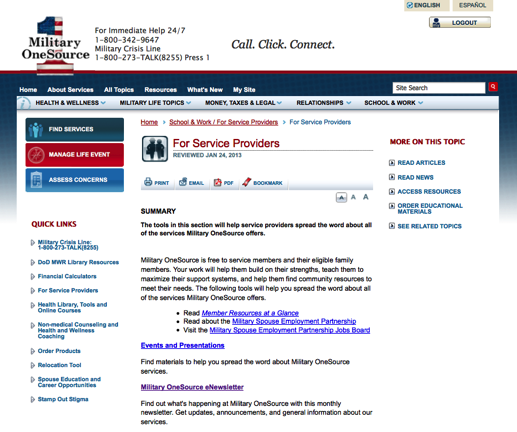 ENGLISH
ESPAÑOL
LOGOUT
Military
OneSource
For Immediate Help 24/7
1-800-342-9647
Military Crisis Line
1-800-273-TALK(8255) Press 1
Call. Click. Connect.
Home About Services All Topics Resources What's New My Site
Site Search
HEALTH & WELLNESS MILITARY LIFE TOPICS MONEY, TAXES & LEGAL RELATIONSHIPS SCHOOL & WORK
FIND SERVICES
MANAGE LIFE EVENT
ASSESS CONCERNS
QUICK LINKS
Military Crisis Line:
1-800-273-TALK(8255)
DoD MWR Library Resources
Financial Calculators
For Service Providers
Health Library, Tools and
Online Courses
Non-medical Counseling and
Health and Wellness
Coaching
Order Products
Relocation Tool
Spouse Education and
Career Opportunities
Stamp Out Stigma
Home School & Work / For Service Providers For Service Providers
For Service Providers
REVIEWED JAN 24, 2013
PRINT EMAIL PDF BOOKMARK
A A A
SUMMARY
The tools in this section will help service providers spread the word about all
of the services Military OneSource offers.
Military OneSource is free to service members and their eligible family
members. Your work will help them build on their strengths, teach them to
maximize their support systems, and help them find community resources to
meet their needs. The following tools will help you spread the word about all
of the services Military OneSource offers.
• Read Member Resources at a Glance
• Read about the Military Spouse Employment Partnership
• Visit the Military Spouse Employment Partnership Jobs Board
Events and Presentations
Find materials to help you spread the word about Military OneSource
services.
Military OneSource eNewsletter
Find out what's happening at Military OneSource with this monthly
newsletter. Get updates, announcements, and general information about our
services.
MORE ON THIS TOPIC
READ ARTICLES
READ NEWS
ACCESS RESOURCES
ORDER EDUCATIONAL
MATERIALS
SEE RELATED TOPICS